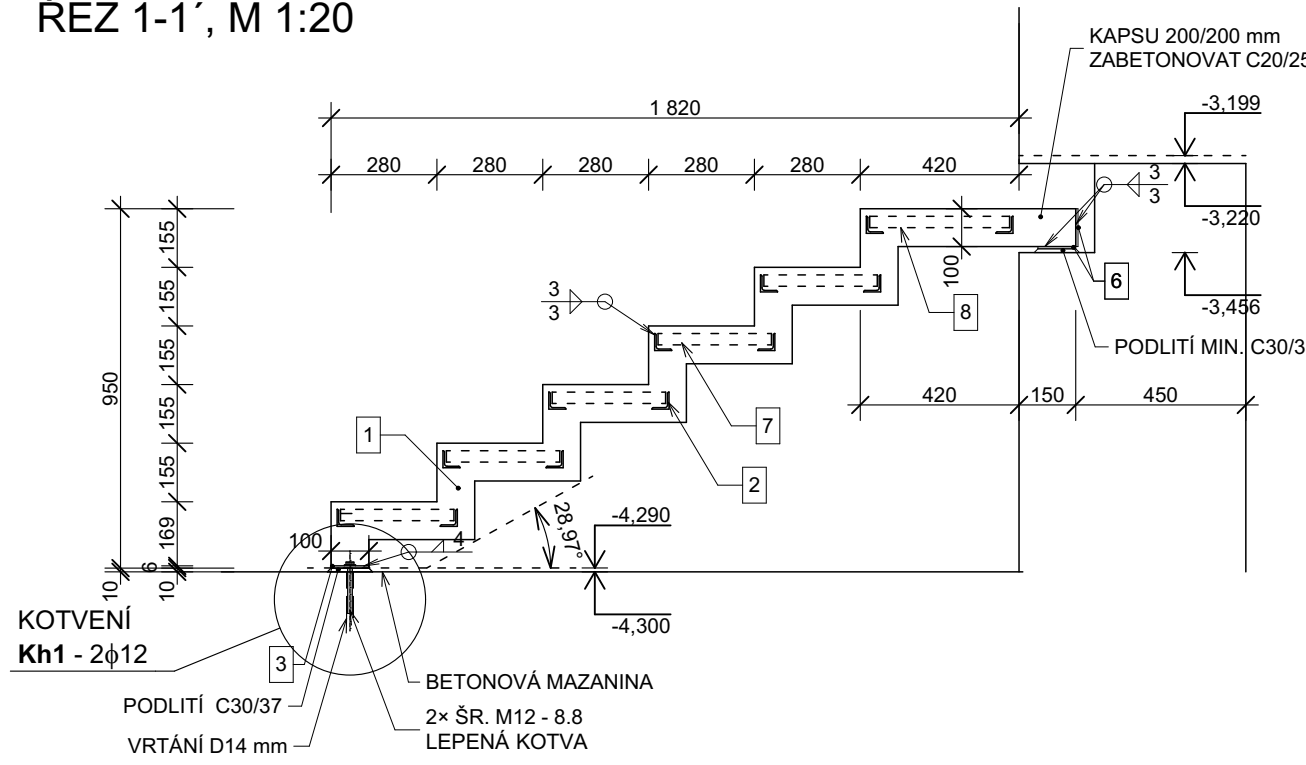 ŘEZ 1-1´, M 1:20
KAPSU 200/200 mm
ZABETONOVAT C20/25
1 820
-3,199
280 280 280 280 280 420
3
3
-3,220
155
155
155
155
155
169
6
10
950
10
100
6
8
-3,456
3
3
PODLITÍ MIN. C30/3
420 150 450
7
1
2
28,97°
-4,290
100
4
-4,300
KOTVENÍ
Kh1 - 2ϕ12
3
BETONOVÁ MAZANINA
PODLITÍ C30/37
2× ŠR. M12 - 8.8
LEPENÁ KOTVA
VRTÁNÍ D14 mm